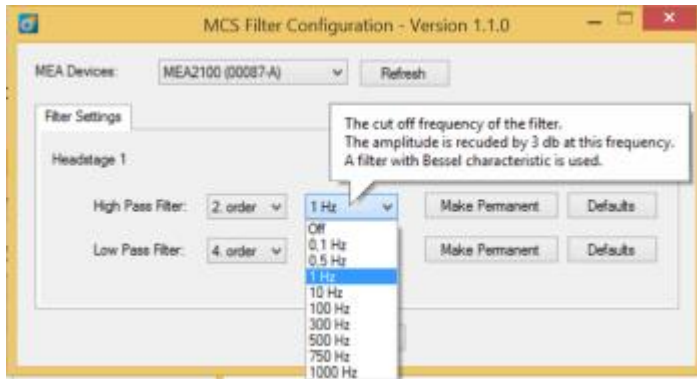 MCS Filter Configuration - Version 1.1.0
MEA Devices: MEA2100 (00087-A) Refresh
Filter Settings
The cut off frequency of the filter.
The amplitude is recuded by 3 db at this frequency.
A filter with Bessel characteristic is used.
Headstage 1
High Pass Filter: 2. order 1 Hz Make Permanent Defaults
Low Pass Filter: 4. order Make Permanent Defaults
Off
0,1 Hz
0.5 Hz
1 Hz
10 Hz
100 Hz
300 Hz
500 Hz
750 Hz
1000 Hz